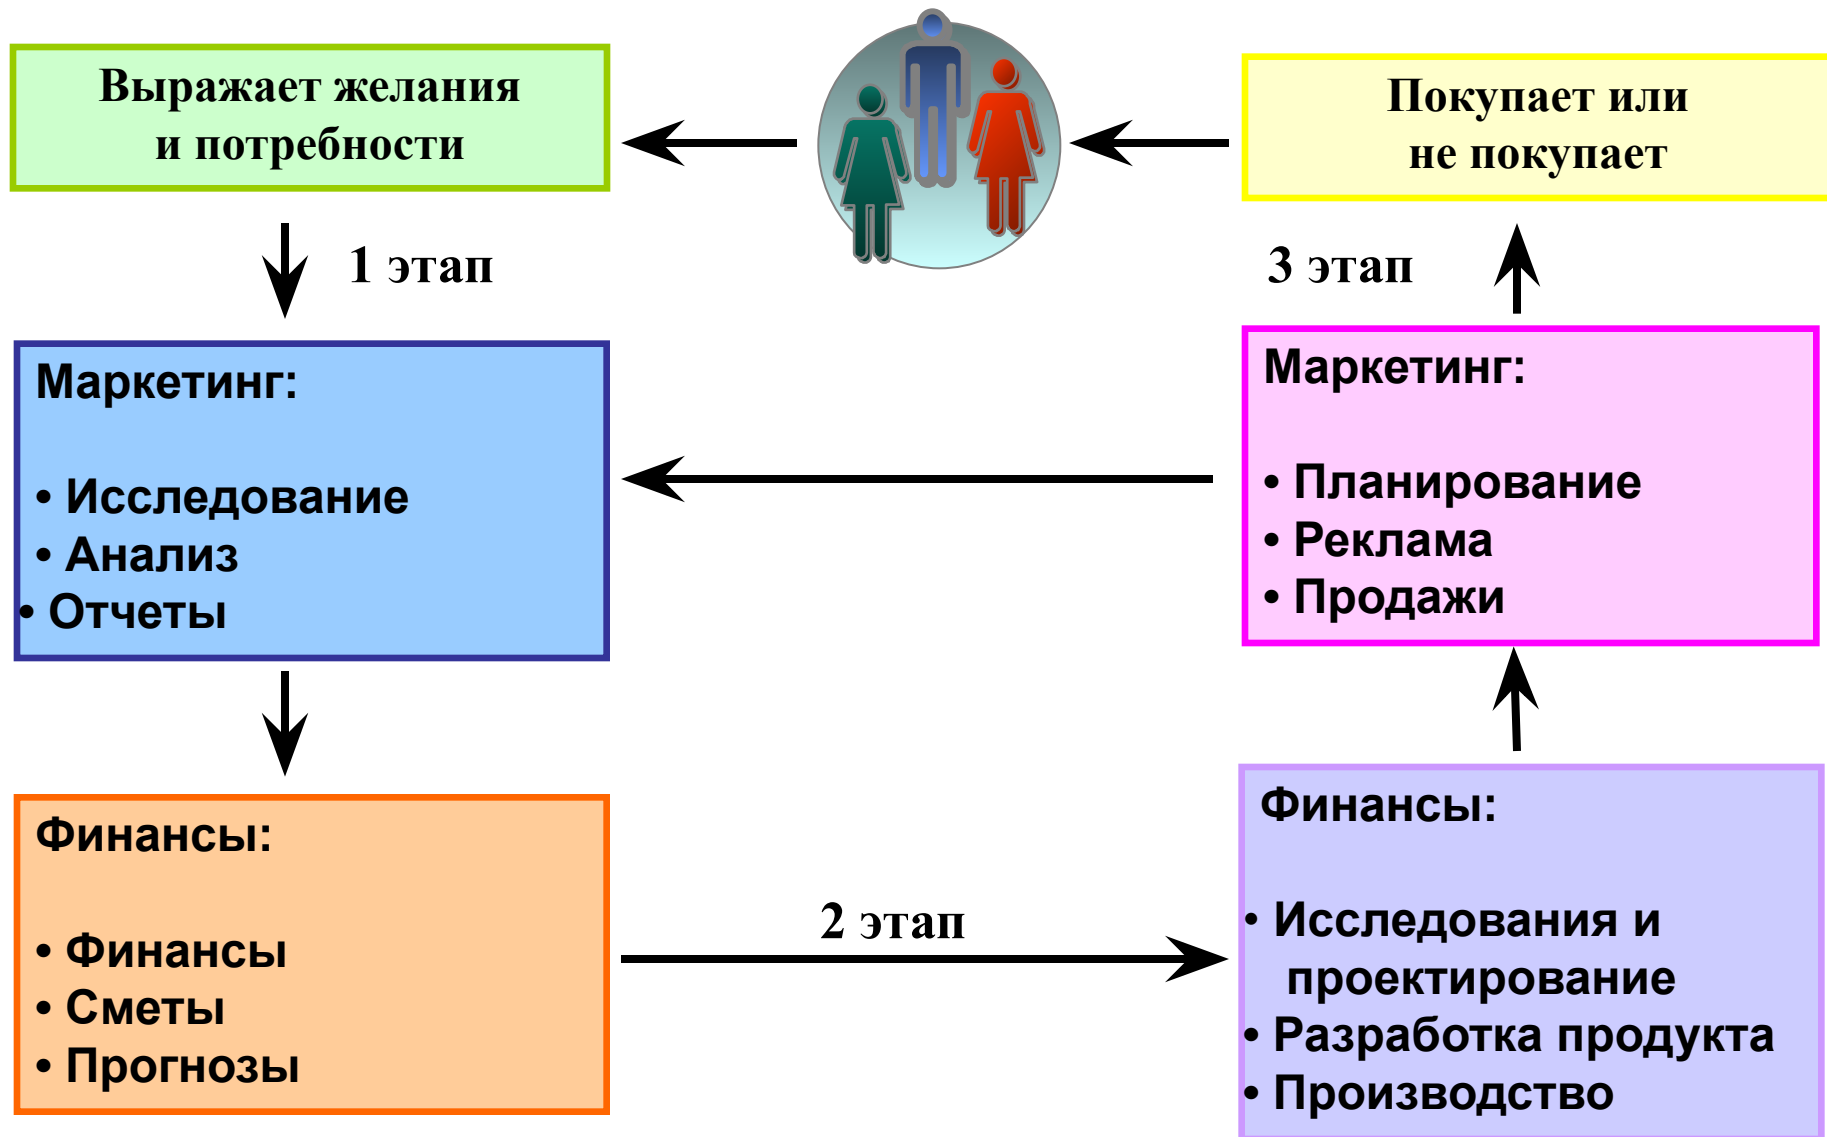 Выражает желания
и потребности
Покупает или
не покупает
1 этап
3 этап
Маркетинг:
• Исследование
• Анализ
• Отчеты
Маркетинг:
• Планирование
• Реклама
• Продажи
Финансы:
• Финансы
• Сметы
• Прогнозы
2 этап
Финансы:
• Исследования и
проектирование
• Разработка продукта
• Производство